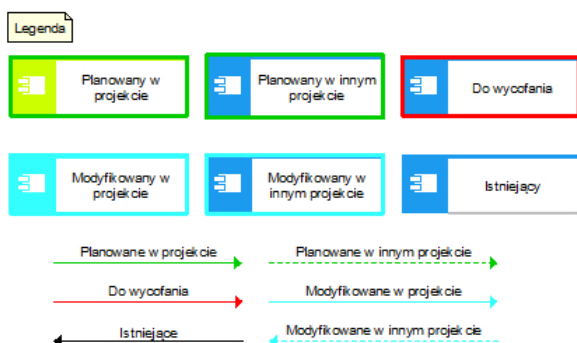 Legenda
Planowany w
projekcie
Planowany w innym
projekcie
Do wycofania
Modyfikowany w
projekcie
Modyfikowany w
innym projekcie
Istniejący
Planowane w projekcie
Planowane w innym projekcie
Do wycofania
Modyfikowane w projekcie
Istniejące
Modyfikowane w innym projekcie